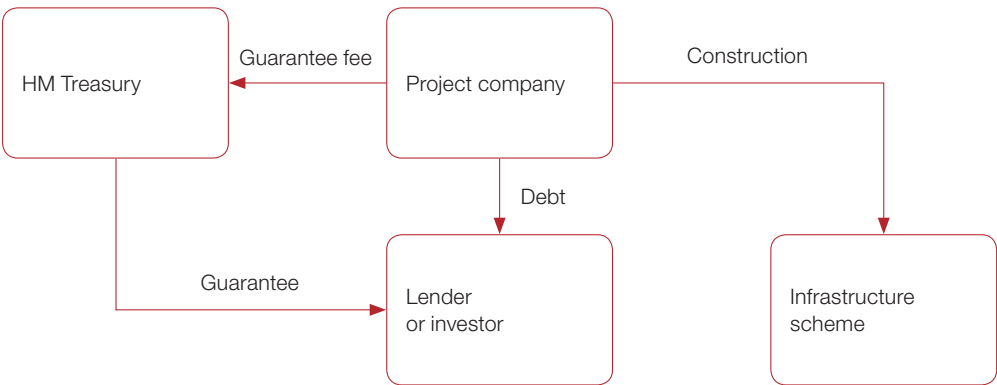 HM Treasury
Guarantee fee
Project company
Construction
Debt
Guarantee
Lender
or investor
Infrastructure
scheme